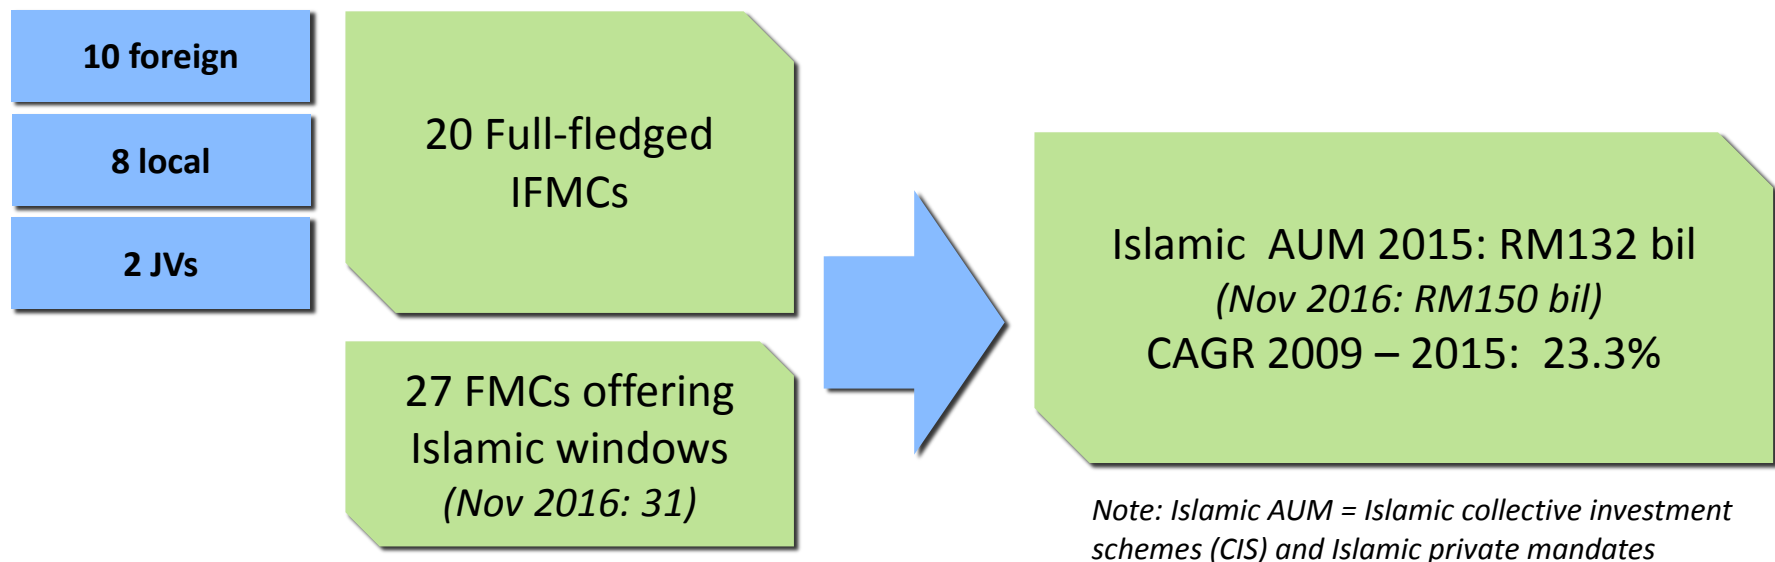 10 foreign
8 local
2 JVs
20 Full-fledged
IFMCs
27 FMCs offering
Islamic windows
(Nov 2016: 31)
Islamic AUM 2015: RM132 bil
(Nov 2016: RM150 bil)
CAGR 2009 – 2015: 23.3%
Note: Islamic AUM = Islamic collective investment
schemes (CIS) and Islamic private mandates